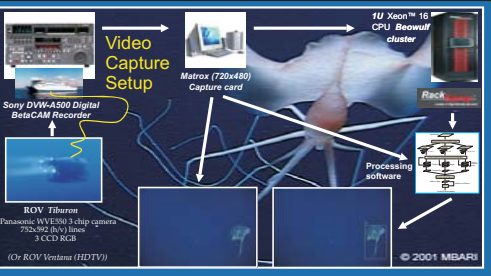 Video
Capture
Setup
1U Xeon™ 16
CPU Beowulf
cluster
Matrox (720x480)
Capture card
Sony DVW-A500 Digital
BetaCAM Recorder
Rack
Processing
software
ROV Tiburon
Panasonic WVE550 3 chip camera
752x592 (h/v) lines
3 CCD RGB
(Or ROV Ventana (HDTV))
© 2001 MBARI